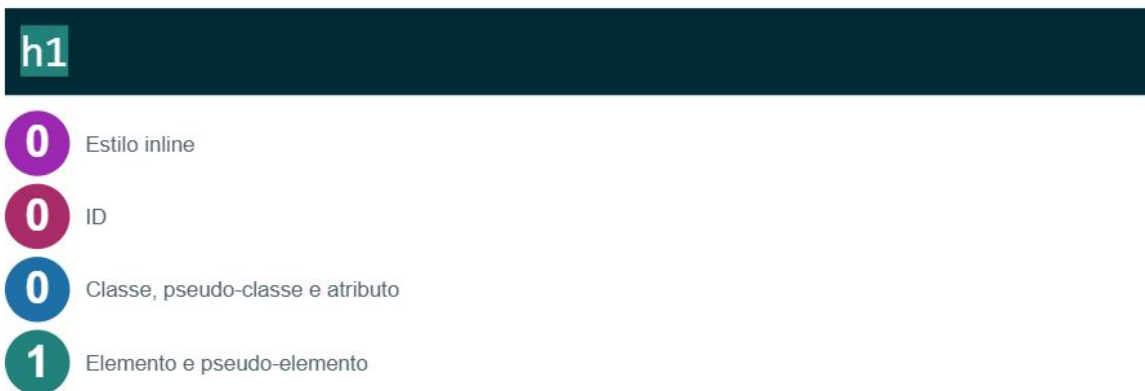 h1
0 Estilo inline
0 ID
0 Classe, pseudo-classe e atributo
1 Elemento e pseudo-elemento